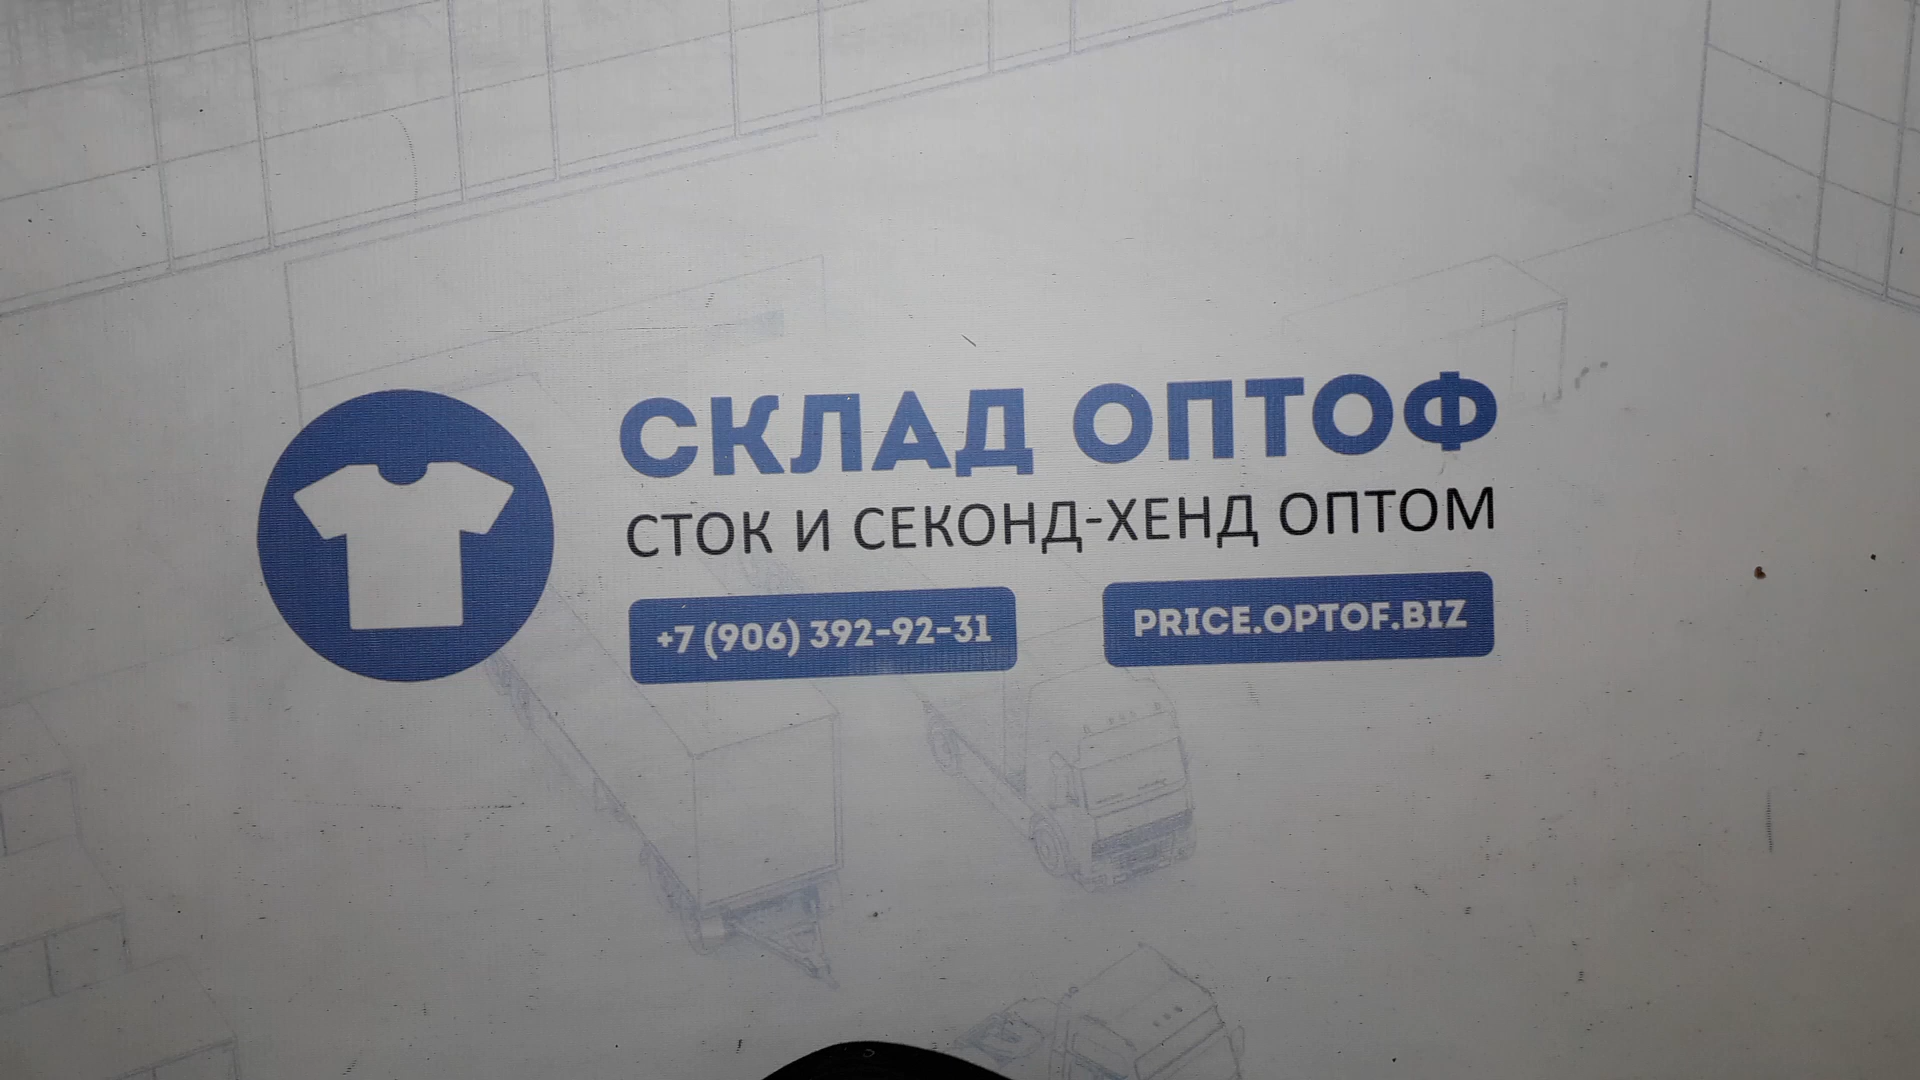 СКЛАД ОПТОФ
СТОК И СЕКОНД-ХЕНД ОПТОМ
+7 (906) 392-92-31
PRICE.OPTOF.BIZ